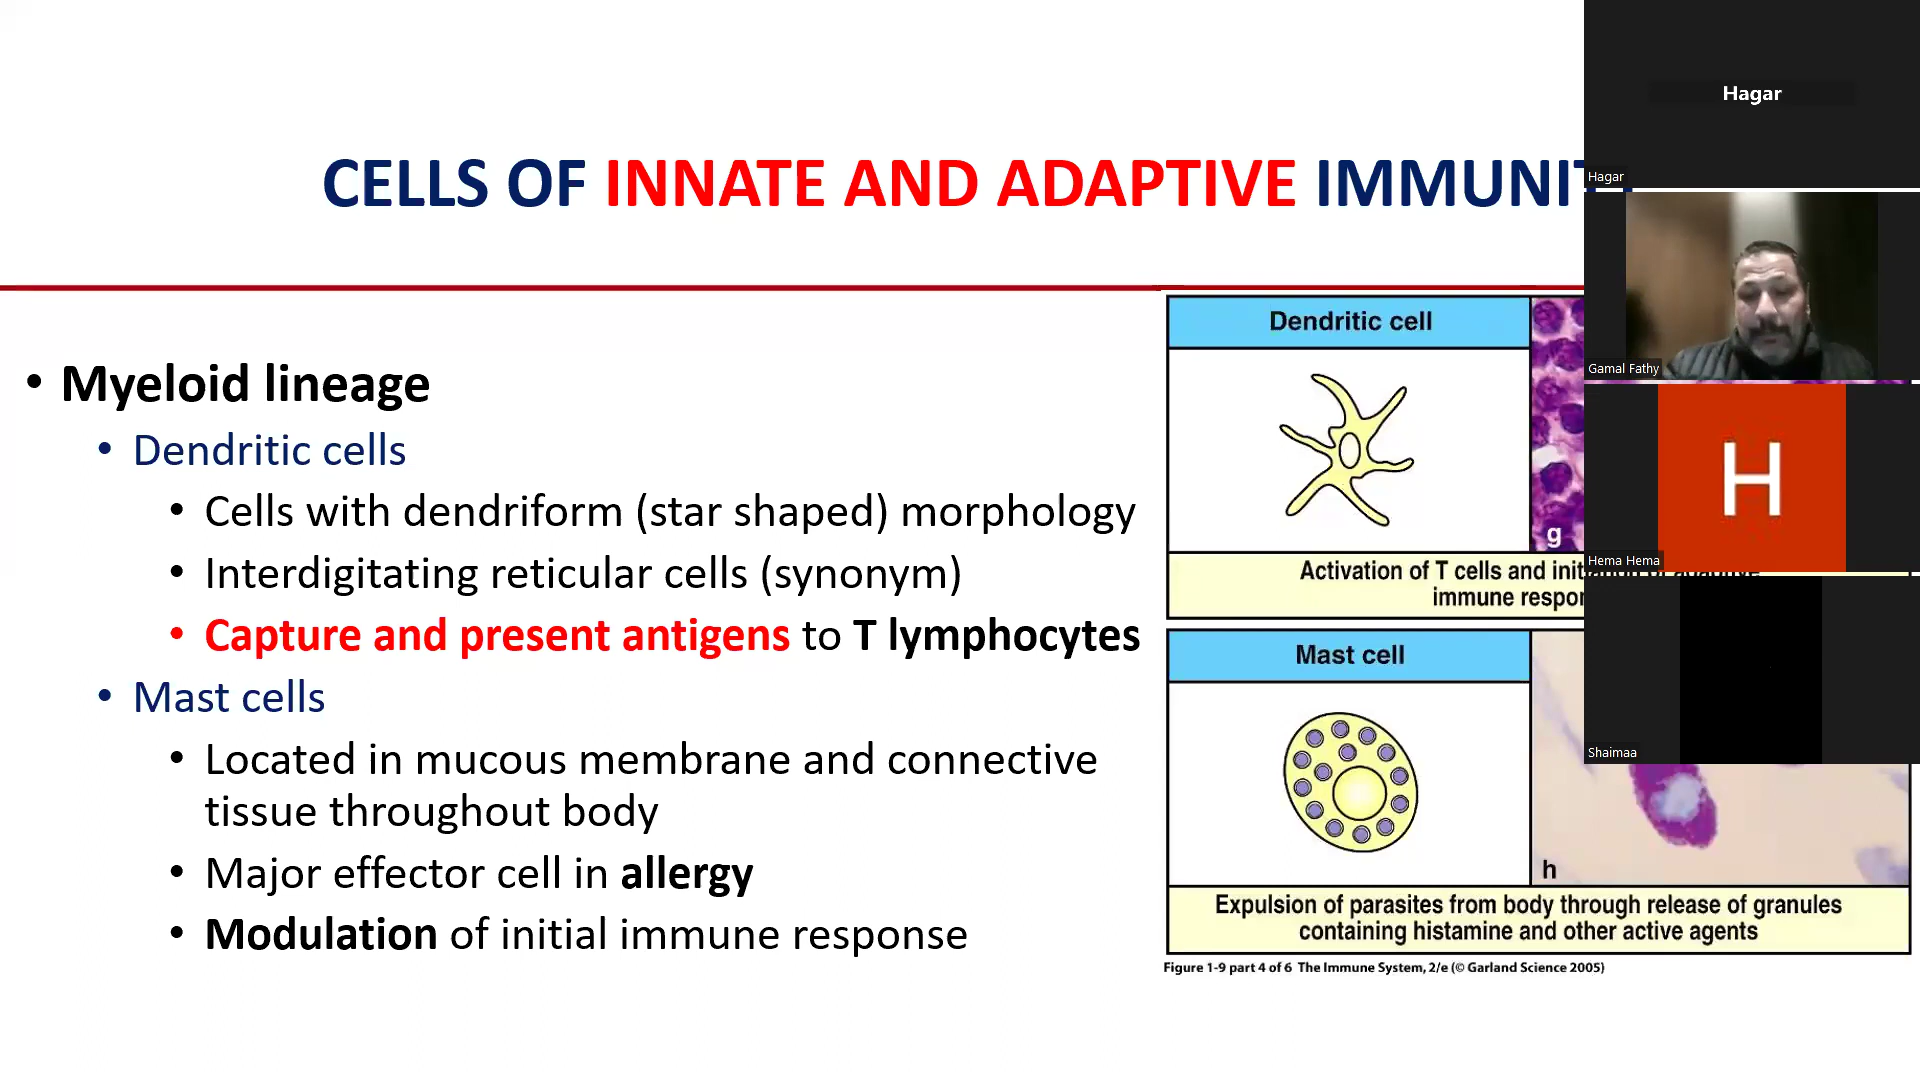 CELLS OF INNATE AND ADAPTIVE IMMUNIT
• Myeloid lineage
• Dendritic cells
• Cells with dendriform (star shaped) morphology
• Interdigitating reticular cells (synonym)
• Capture and present antigens to T lymphocytes
• Mast cells
• Located in mucous membrane and connective
tissue throughout body
• Major effector cell in allergy
• Modulation of initial immune response
Dendritic cell
g
Activation of T cells and initiation of adaptive
immune respon
Mast cell
h
Expulsion of parasites from body through release of granules
containing histamine and other active agents
Figure 1-9 part 4 of 6 The Immune System, 2/e (© Garland Science 2005)
Hagar
Hagar
Gamal Fathy
H
Hema Hema
Shaimaa